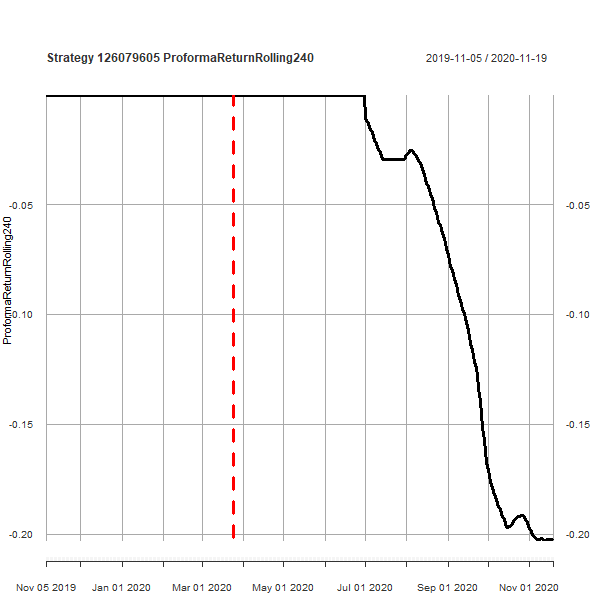 Strategy 126079605 ProformaReturnRolling240
2019-11-05 / 2020-11-19
ProformaReturnRolling240
-0.05 -0.05
-0.10 -0.10
-0.15 -0.15
-0.20 -0.20
Nov 05 2019 Jan 01 2020 Mar 01 2020 May 01 2020 Jul 01 2020 Sep 01 2020 Nov 01 2020